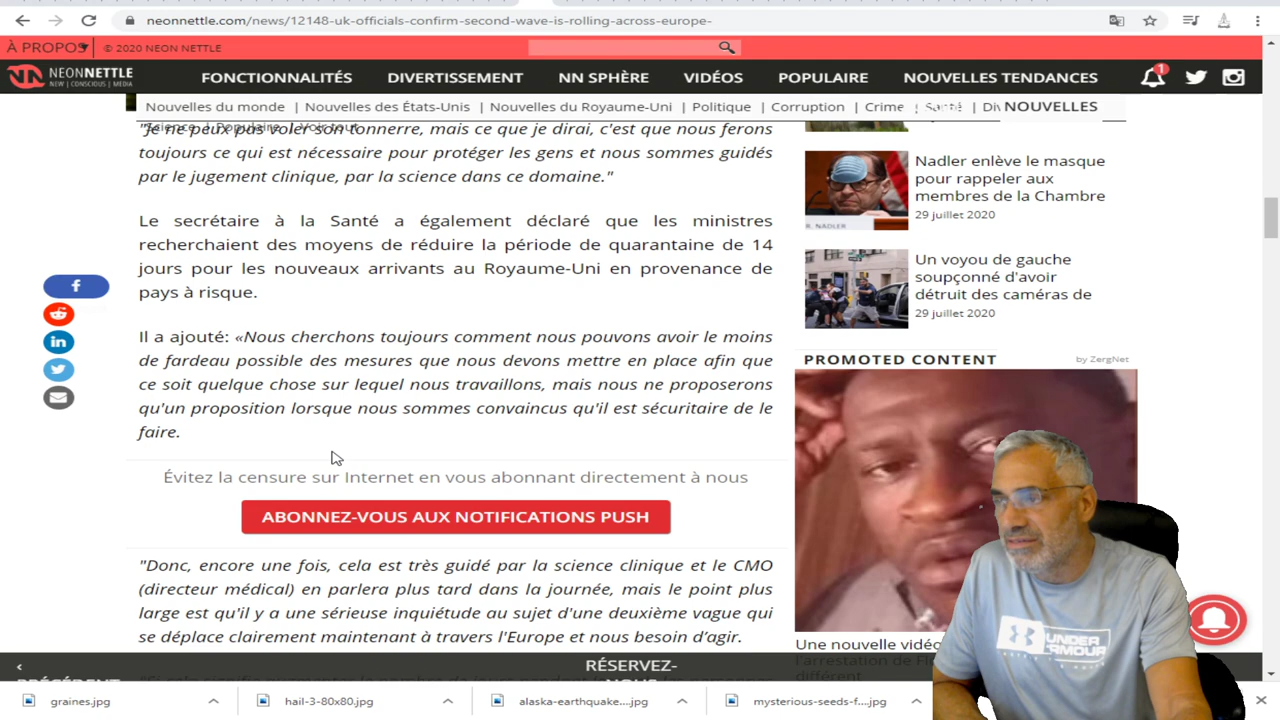 neonnettle.com/news/12148-uk-officials-confirm-second-wave-is-rolling-across-europe-
À PROPOS
© 2020 NEON NETTLE
NEONNETTLE
NEW | CONSCIOUS | MEDIA
FONCTIONNALITÉS
DIVERTISSEMENT
NN SPHÈRE
VIDÉOS
POPULAIRE
NOUVELLES TENDANCES
1
Nouvelles du monde | Nouvelles des États-Unis | Nouvelles du Royaume-Uni | Politique | Corruption | Crime | Santé | Div
NOUVELLES
Science | Populaire | Voir tout
"Je ne peux pas voler son tonnerre, mais ce que je dirai, c'est que nous ferons
toujours ce qui est nécessaire pour protéger les gens et nous sommes guidés
par le jugement clinique, par la science dans ce domaine."
Le secrétaire à la Santé a également déclaré que les ministres
recherchaient des moyens de réduire la période de quarantaine de 14
jours pour les nouveaux arrivants au Royaume-Uni en provenance de
pays à risque.
Il a ajouté: «Nous cherchons toujours comment nous pouvons avoir le moins
de fardeau possible des mesures que nous devons mettre en place afin que
ce soit quelque chose sur lequel nous travaillons, mais nous ne proposerons
qu'un proposition lorsque nous sommes convaincus qu'il est sécuritaire de le
faire.
Évitez la censure sur Internet en vous abonnant directement à nous
ABONNEZ-VOUS AUX NOTIFICATIONS PUSH
"Donc, encore une fois, cela est très guidé par la science clinique et le CMO
(directeur médical) en parlera plus tard dans la journée, mais le point plus
large est qu'il y a une sérieuse inquiétude au sujet d'une deuxième vague qui
se déplace clairement maintenant à travers l'Europe et nous besoin d'agir.
Nadler enlève le masque
pour rappeler aux
membres de la Chambre
29 juillet 2020
R. NADLER
Un voyou de gauche
soupçonné d'avoir
détruit des caméras de
29 juillet 2020
PROMOTED CONTENT
by ZergNet
Une nouvelle vidéo
l'arrestation de
différent
UNDER ARMOUR
PRÉCÉDENT
RÉSERVEZ-
NOUS
graines.jpg
hail-3-80x80.jpg
alaska-earthquake....jpg
mysterious-seeds-f....jpg